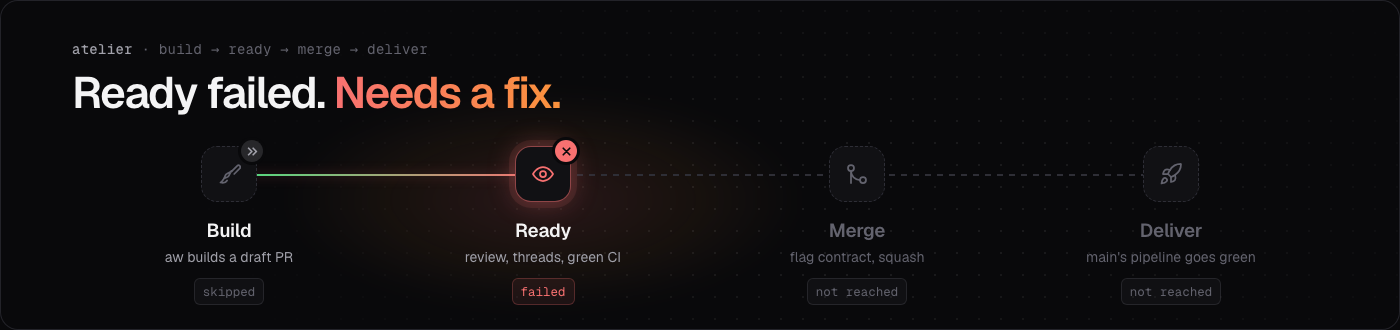 atelier · build → ready → merge → deliver
Ready failed. Needs a fix.
Build
aw builds a draft PR
skipped
Ready
review, threads, green CI
failed
Merge
flag contract, squash
not reached
Deliver
main's pipeline goes green
not reached